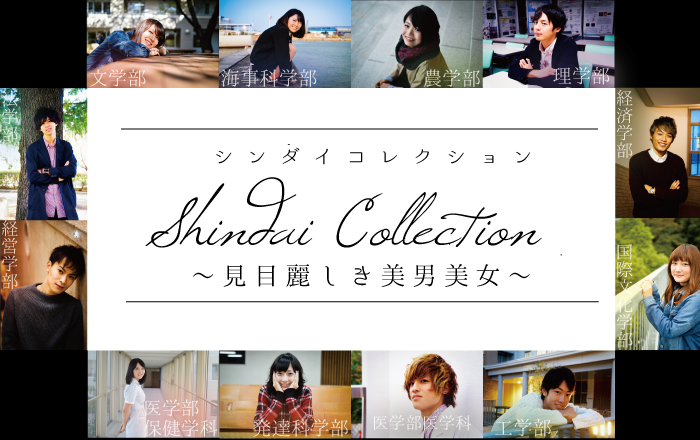 文学部
海事科学部
農学部
理学部
法学部
経済学部
シンダイコレクション
Shindai Collection
～見目麗しき美男美女～
経営学部
国際文化学部
医学部
保健学科
発達科学部
医学部医学科
工学部